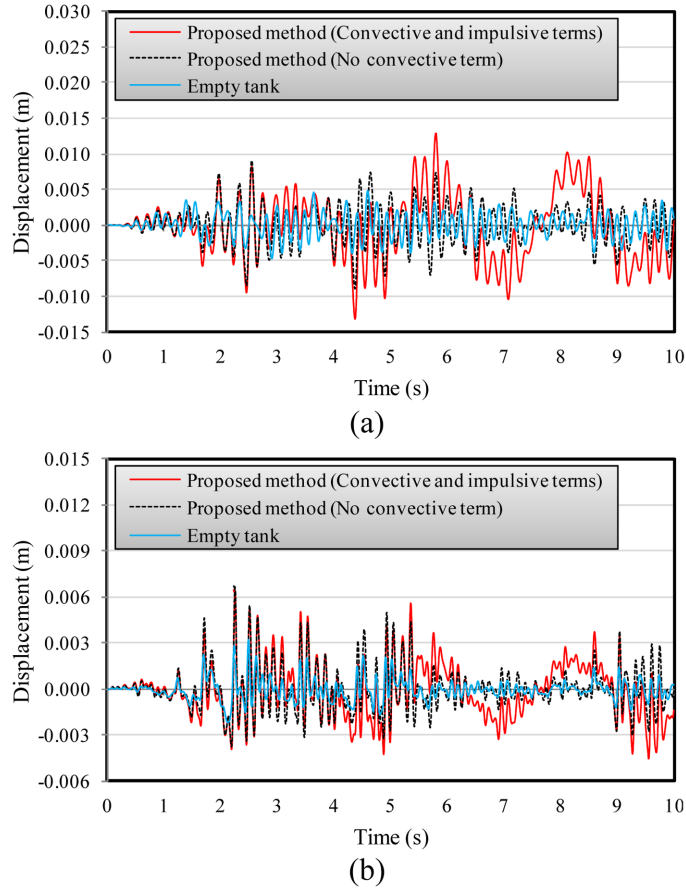 0.030
0.025
0.020
0.015
0.010
0.005
0.000
-0.005
-0.010
-0.015
Displacement (m)
Proposed method (Convective and impulsive terms)
Proposed method (No convective term)
Empty tank
0 1 2 3 4 5 6 7 8 9 10
Time (s)
(a)
0.015
0.012
0.009
0.006
0.003
0.000
-0.003
-0.006
Displacement (m)
Proposed method (Convective and impulsive terms)
Proposed method (No convective term)
Empty tank
0 1 2 3 4 5 6 7 8 9 10
Time (s)
(b)